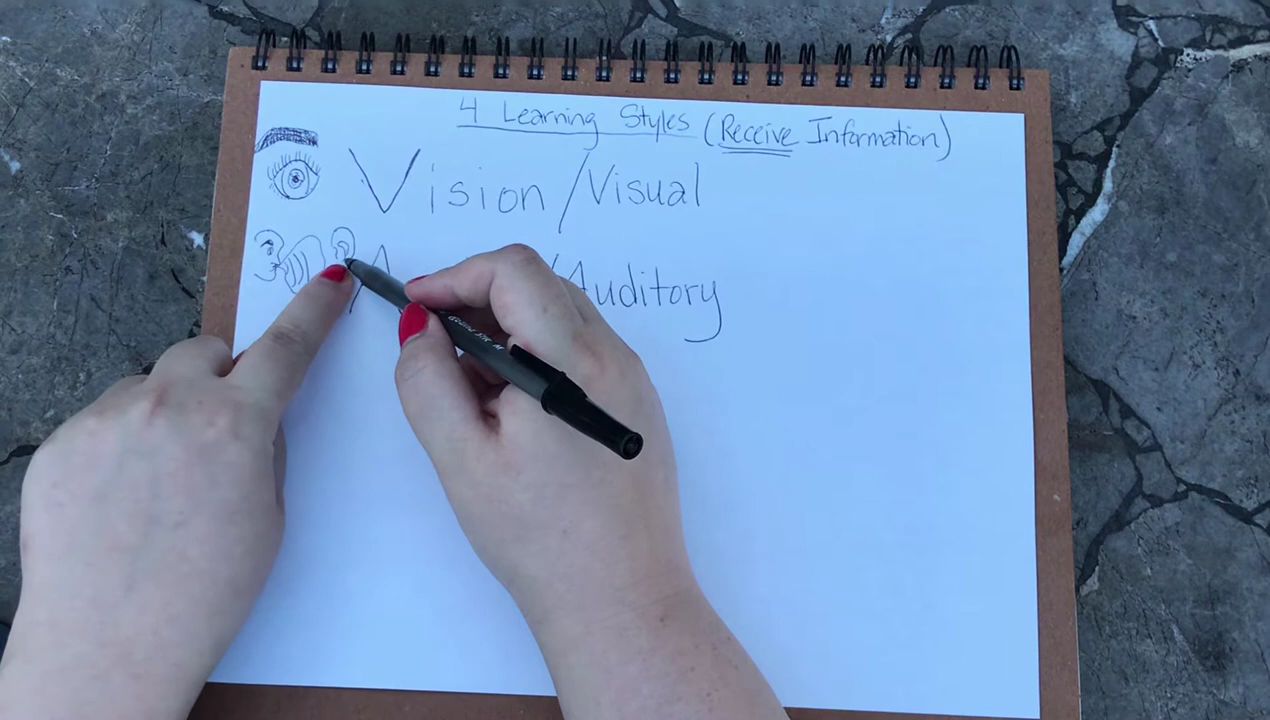 4 Learning Styles (Receive Information)
Vision/Visual
A /Auditory